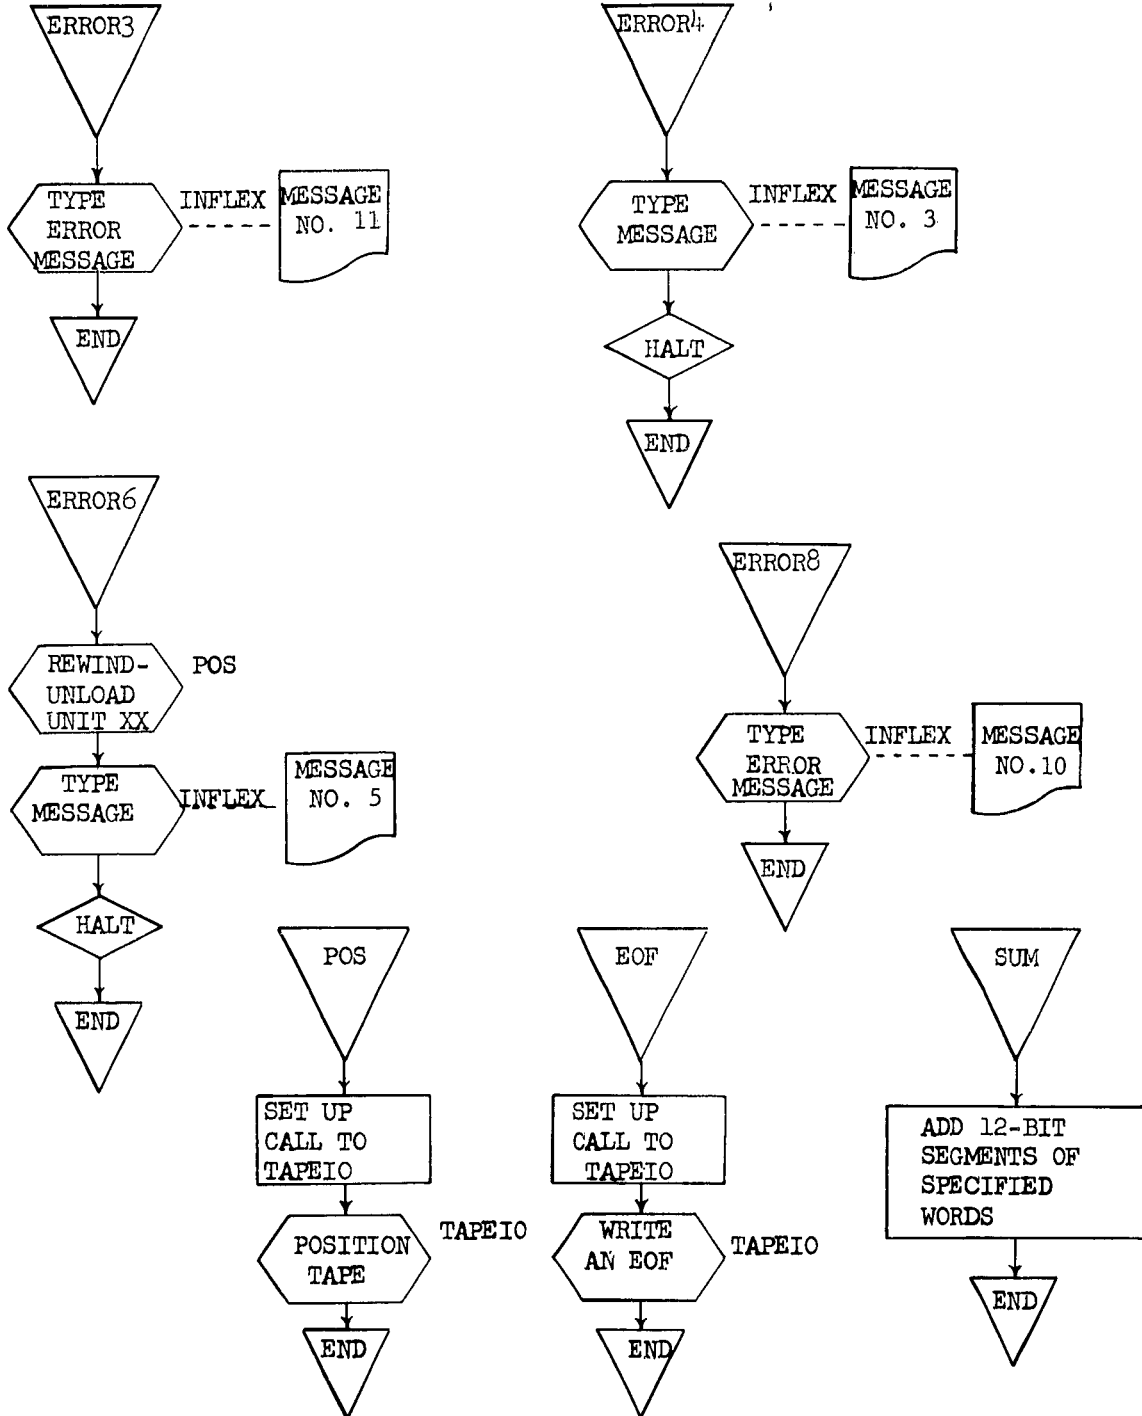 ERROR3
TYPE
ERROR
MESSAGE
INFLEX
MESSAGE
NO. 11
END
ERROR4
TYPE
MESSAGE
INFLEX
MESSAGE
NO. 3
HALT
END
ERROR6
REWIND-
UNLOAD
UNIT XX
POS
TYPE
MESSAGE
INFLEX
MESSAGE
NO. 5
HALT
END
ERROR8
TYPE
ERROR
MESSAGE
INFLEX
MESSAGE
NO.10
END
POS
SET UP
CALL TO
TAPEIO
POSITION
TAPE
TAPEIO
END
EOF
SET UP
CALL TO
TAPEIO
WRITE
AN EOF
TAPEIO
END
SUM
ADD 12-BIT
SEGMENTS OF
SPECIFIED
WORDS
END